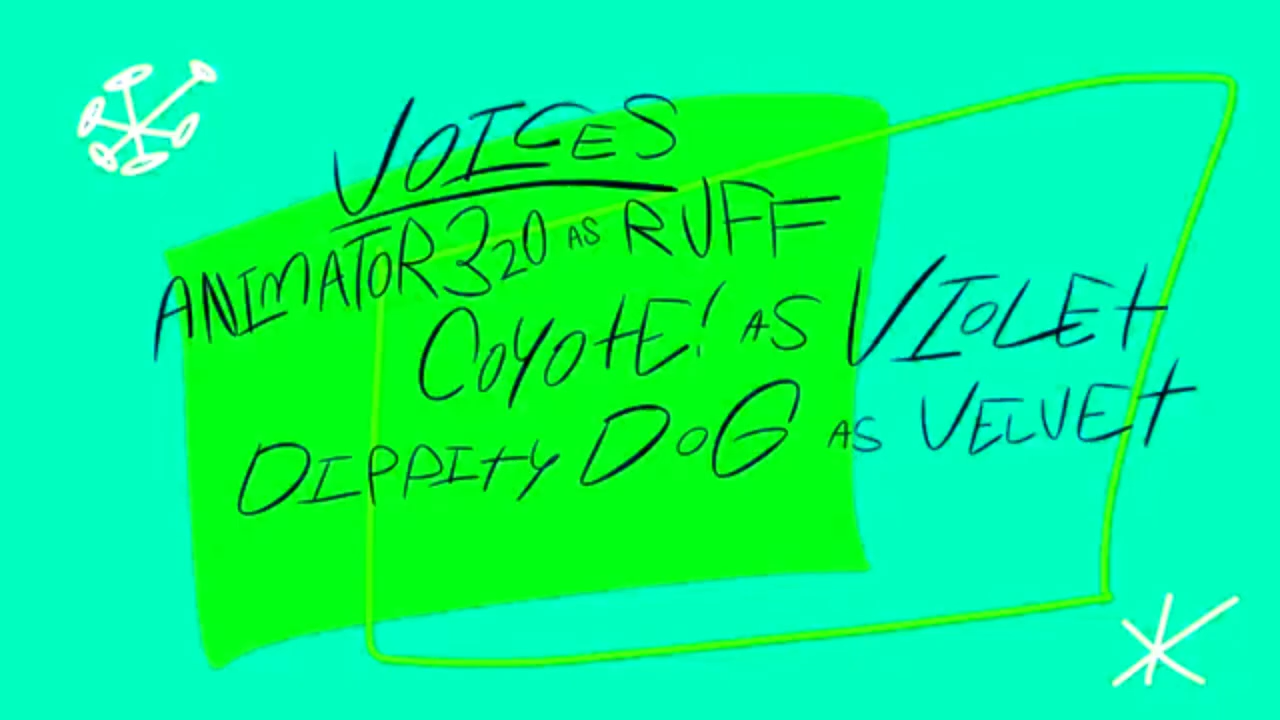 VOICES
ANIMATOR320 AS RUFF
COYOTE! AS VIOLET
DIPPITY DOG AS VELVET